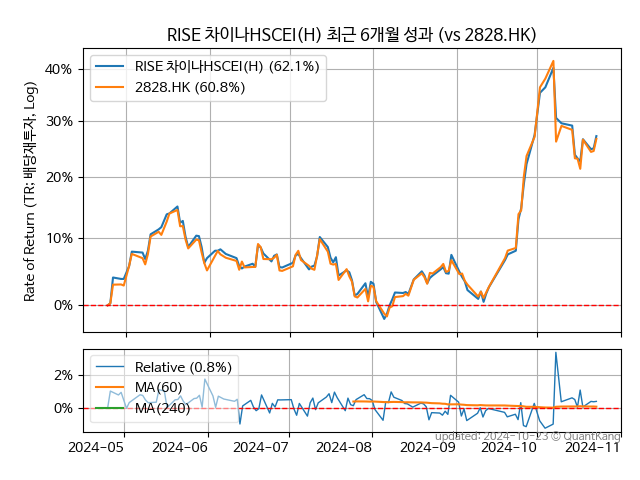 RISE 차이나HSCEI(H) 최근 6개월 성과 (vs 2828.HK)
RISE 차이나HSCEI(H) (62.1%)
2828.HK (60.8%)
Rate of Return (TR; 배당재투자, Log)
40%
30%
20%
10%
0%
Relative (0.8%)
MA(60)
MA(240)
2%
0%
updated: 2024-10-23 © QuantKang
2024-05
2024-06
2024-07
2024-08
2024-09
2024-10
2024-11